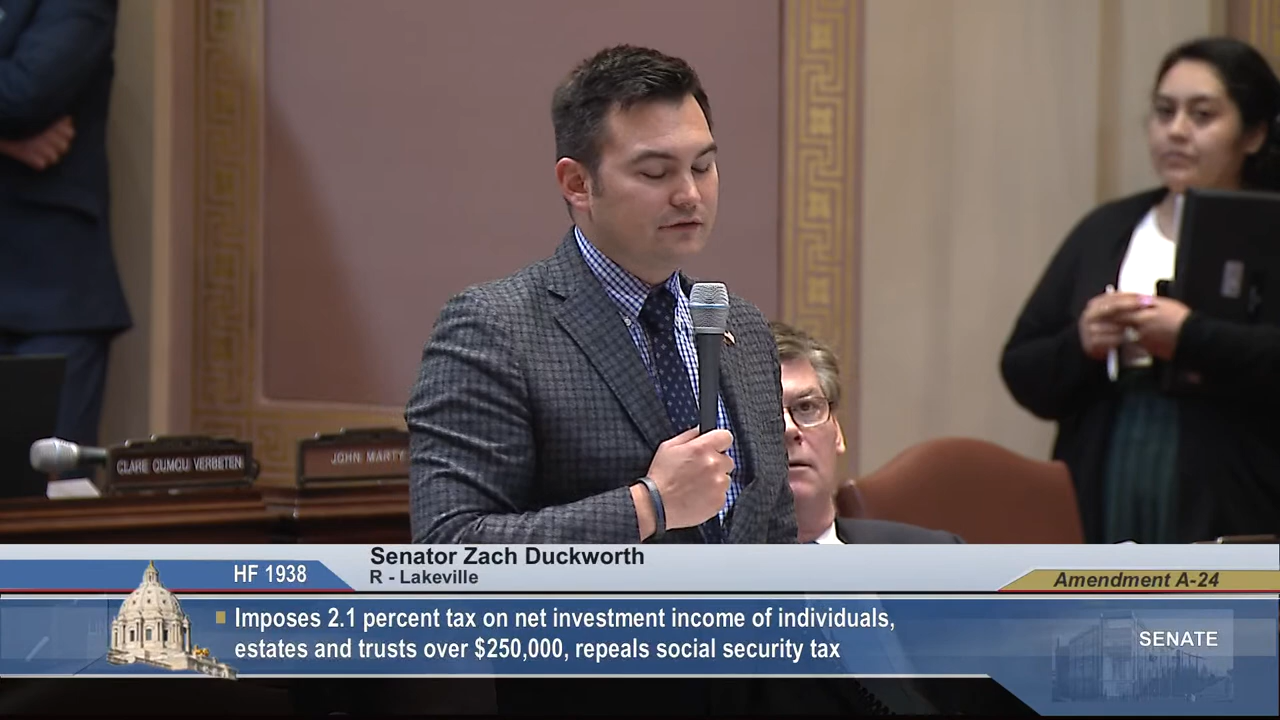 CLARE OUMOU VERBETEN
JOHN MARTY
Senator Zach Duckworth
HF 1938
R - Lakeville
Amendment A-24
Imposes 2.1 percent tax on net investment income of individuals,
estates and trusts over $250,000, repeals social security tax
SENATE